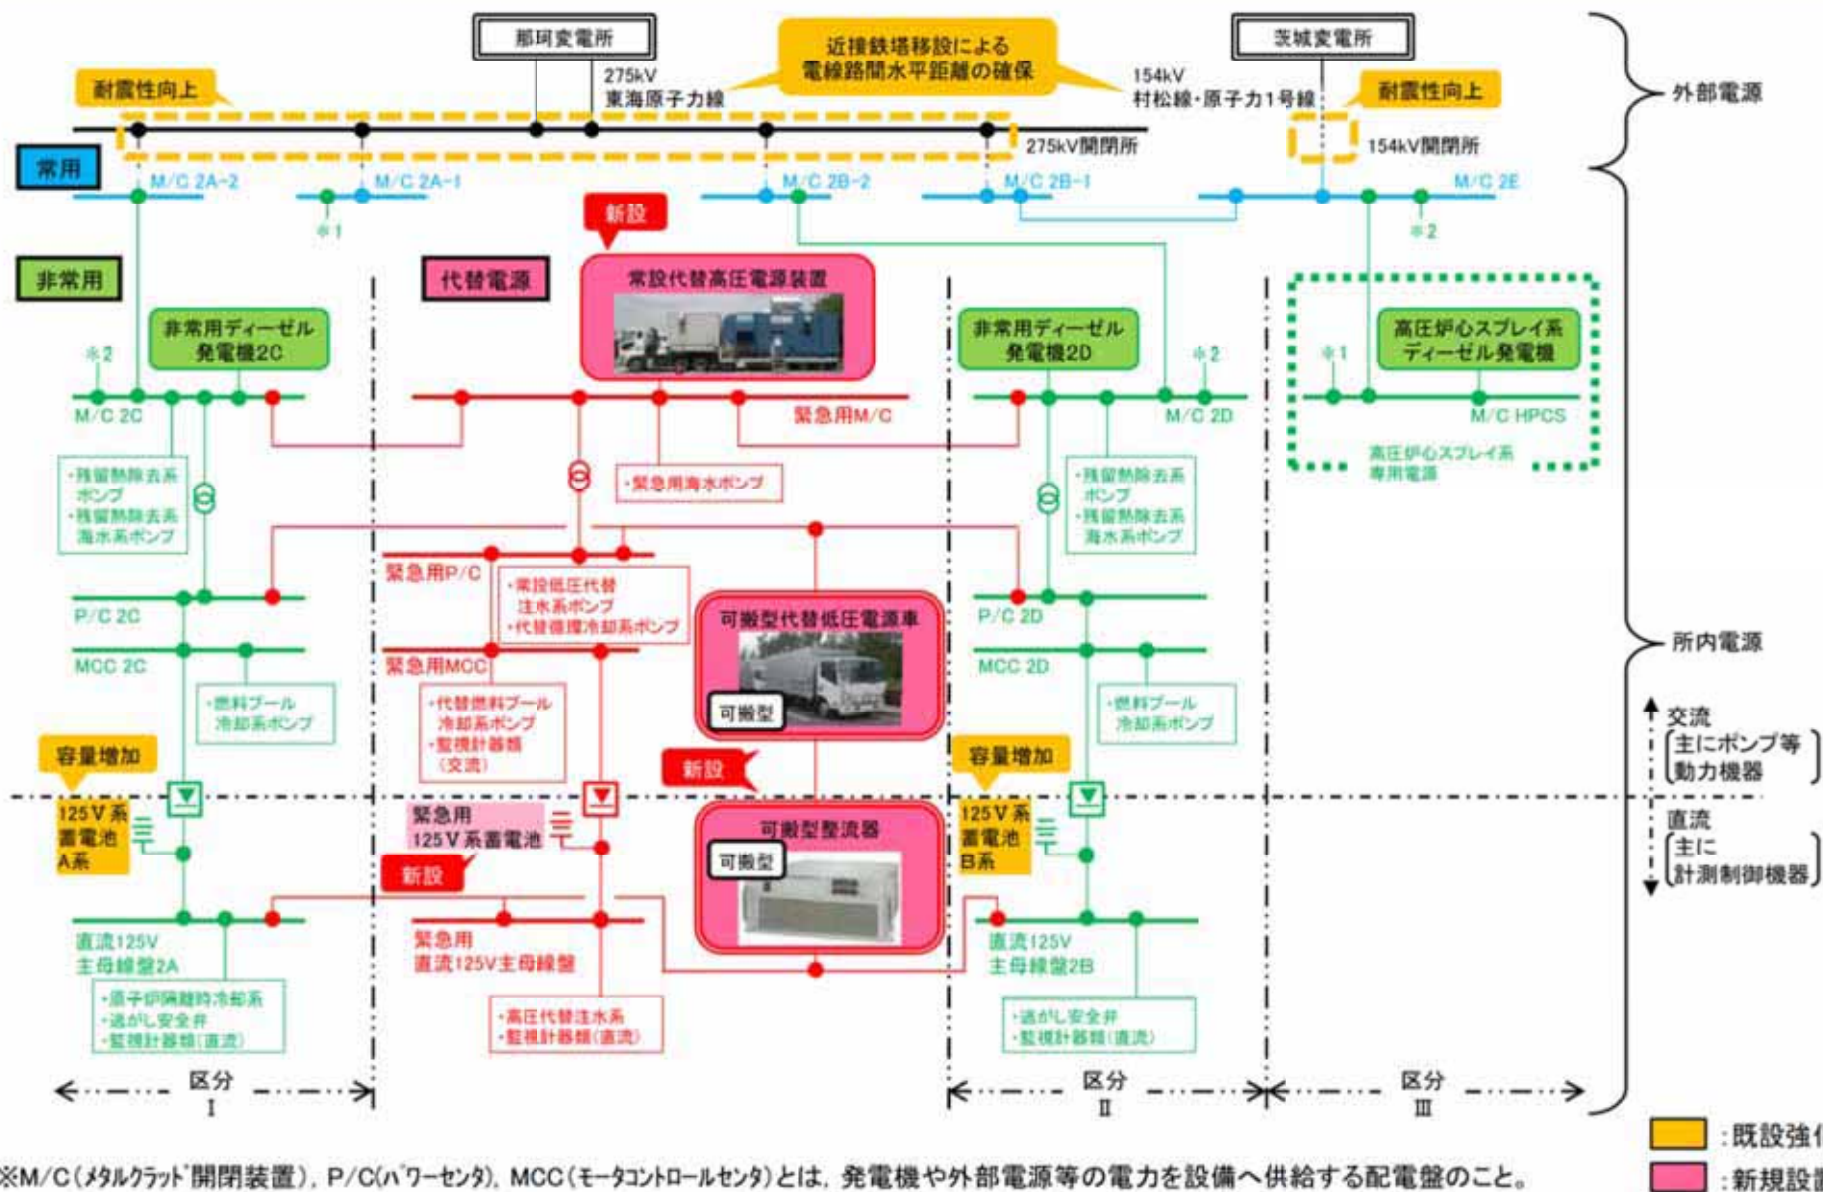 那珂変電所
近接鉄塔移設による
電線路間水平距離の確保
茨城変電所
耐震性向上
275kV
東海原子力線
154kV
村松線・原子力1号線
耐震性向上
外部電源
275kV開閉所
154kV開閉所
常用
M/C 2A-2
M/C 2A-1
M/C 2B-2
M/C 2B-1
M/C 2E
新設
＊1
＊2
非常用
代替電源
常設代替高圧電源装置
非常用ディーゼル
発電機2C
非常用ディーゼル
発電機2D
高圧炉心スプレイ系
ディーゼル発電機
＊2
＊2
＊1
M/C 2C
緊急用M/C
M/C 2D
M/C HPCS
高圧炉心スプレイ系
専用電源
・残留熱除去系
ポンプ
・残留熱除去系
海水系ポンプ
・緊急用海水ポンプ
・残留熱除去系
ポンプ
・残留熱除去系
海水系ポンプ
緊急用P/C
・常設低圧代替
注水系ポンプ
・代替循環冷却系ポンプ
P/C 2C
可搬型代替低圧電源車
可搬型
P/C 2D
MCC 2C
緊急用MCC
MCC 2D
所内電源
・燃料プール
冷却系ポンプ
・代替燃料プール
冷却系ポンプ
・監視計器類
(交流)
・燃料プール
冷却系ポンプ
交流
主にポンプ等
動力機器
容量増加
新設
容量増加
125V系
蓄電池
A系
緊急用
125V系蓄電池
可搬型整流器
可搬型
125V系
蓄電池
B系
直流
主に
計測制御機器
新設
直流125V
主母線盤2A
緊急用
直流125V主母線盤
直流125V
主母線盤2B
・原子炉隔離時冷却系
・逃がし安全弁
・監視計器類(直流)
・高圧代替注水系
・監視計器類(直流)
・逃がし安全弁
・監視計器類(直流)
区分
Ⅰ
区分
Ⅱ
区分
Ⅲ
：既設強化
：新規設置
※M/C(メタルクラッド開閉装置)，P/C(パワーセンタ)，MCC(モータコントロールセンタ)とは，発電機や外部電源等の電力を設備へ供給する配電盤のこと。